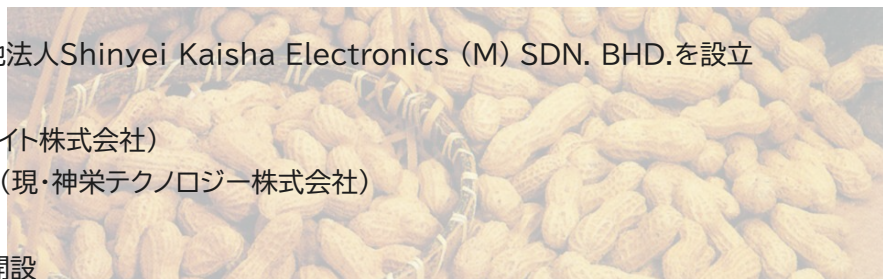 法人Shinyei Kaisha Electronics (M) SDN. BHD.を設立
イト株式会社)
(現・神栄テクノロジー株式会社)
開設